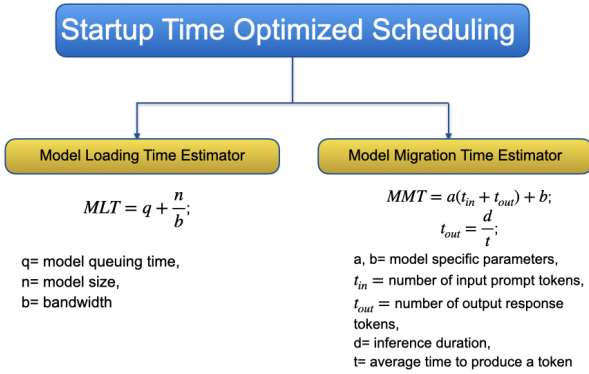 Startup Time Optimized Scheduling
Model Loading Time Estimator
MLT = q + n/b;
q= model queuing time,
n= model size,
b= bandwidth
Model Migration Time Estimator
MMT = a(t_in + t_out) + b;
t_out = d/t;
a, b= model specific parameters,
t_in = number of input prompt tokens,
t_out = number of output response
tokens,
d= inference duration,
t= average time to produce a token